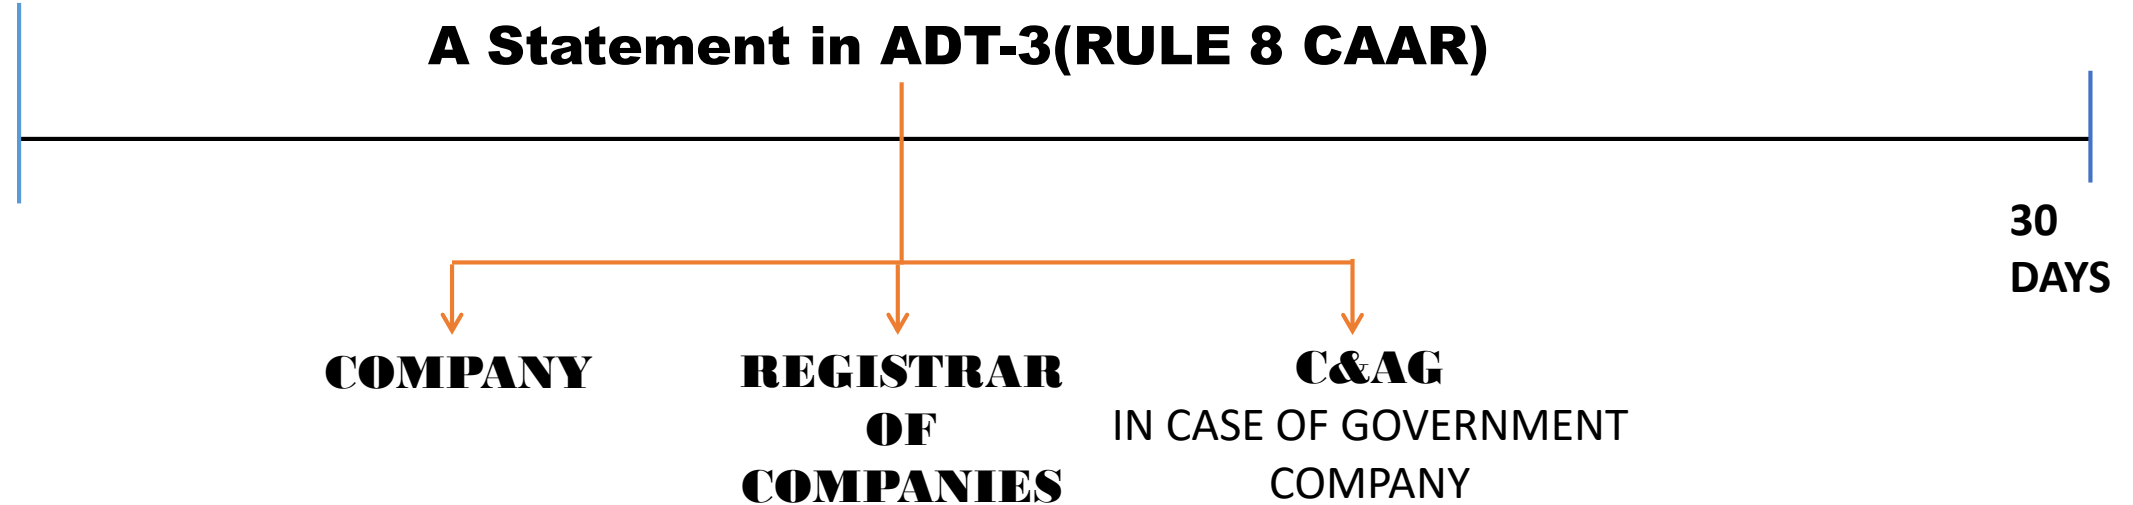 A Statement in ADT-3(RULE 8 CAAR)
30
DAYS
COMPANY
REGISTRAR
OF
COMPANIES
C&AG
IN CASE OF GOVERNMENT
COMPANY